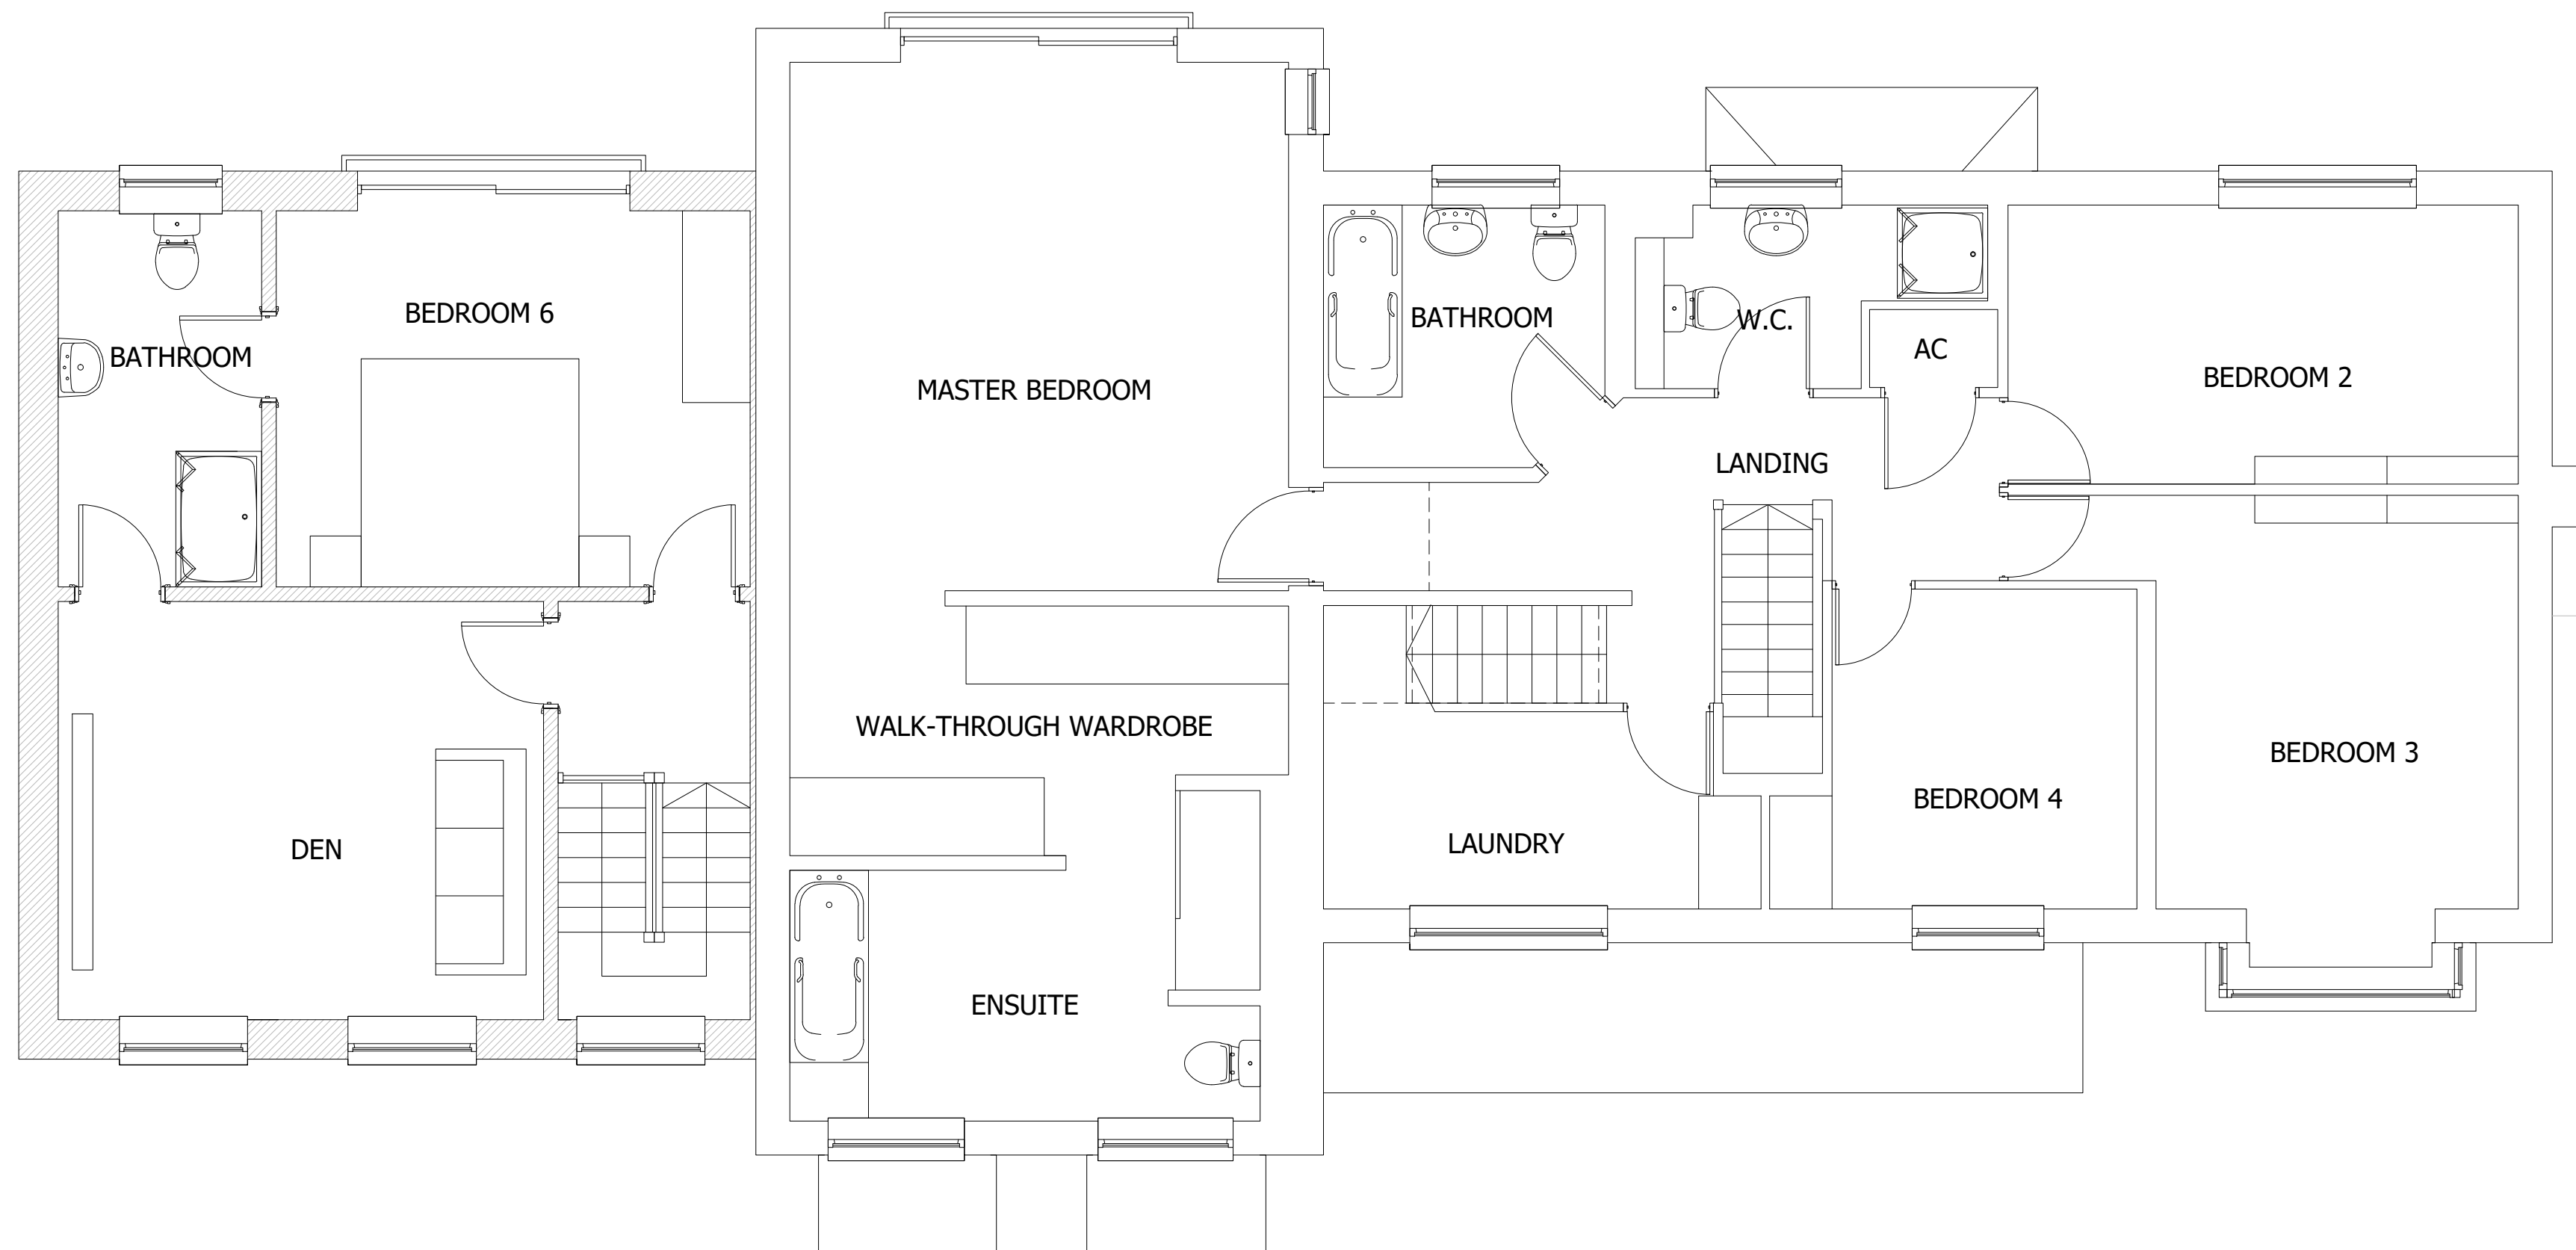 BEDROOM 6
BATHROOM
MASTER BEDROOM
BATHROOM
W.C.
AC
BEDROOM 2
LANDING
WALK-THROUGH WARDROBE
BEDROOM 3
BEDROOM 4
LAUNDRY
DEN
ENSUITE